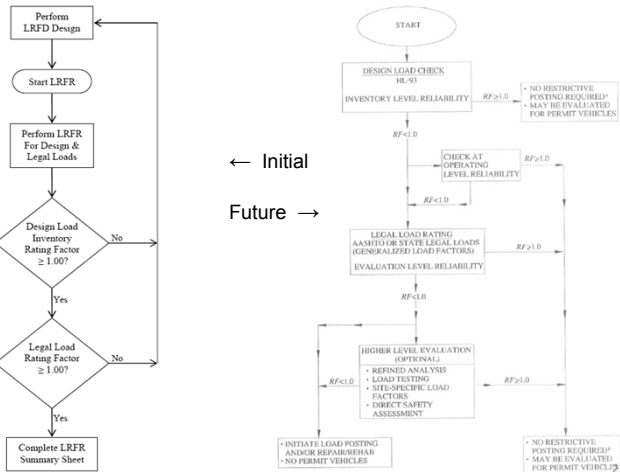 Perform
LRFD Design
Start LRFR
Perform LRFR
For Design &
Legal Loads
Design Load
Inventory
Rating Factor
≥ 1.00?
No
Yes
Legal Load
Rating Factor
≥ 1.00?
No
Yes
Complete LRFR
Summary Sheet
← Initial
Future →
START
DESIGN LOAD CHECK
HL-93
INVENTORY LEVEL RELIABILITY
RF≥1.0
• NO RESTRICTIVE
POSTING REQUIRED*
• MAY BE EVALUATED
FOR PERMIT VEHICLES
RF<1.0
CHECK AT
OPERATING
LEVEL RELIABILITY
RF≥1.0
RF<1.0
LEGAL LOAD RATING
AASHTO OR STATE LEGAL LOADS
(GENERALIZED LOAD FACTORS)
EVALUATION LEVEL RELIABILITY
RF≥1.0
RF<1.0
HIGHER LEVEL EVALUATION
(OPTIONAL)
• REFINED ANALYSIS
• LOAD TESTING
• SITE-SPECIFIC LOAD
FACTORS
• DIRECT SAFETY
ASSESSMENT
RF<1.0
RF≥1.0
• INITIATE LOAD POSTING
AND/OR REPAIR/REHAB
• NO PERMIT VEHICLES
• NO RESTRICTIVE
POSTING REQUIRED*
• MAY BE EVALUATED
FOR PERMIT VEHICLES